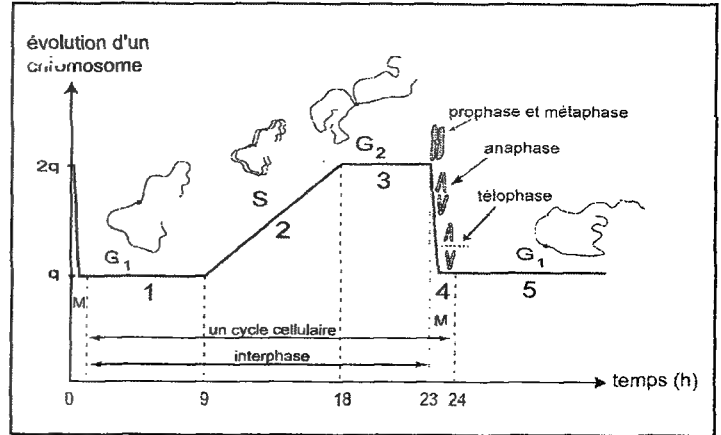 évolution d'un
chromosome
2q
q
M
G₁
1
S
2
G₂
3
prophase et métaphase
anaphase
télophase
4
M
G₁
5
un cycle cellulaire
interphase
0
9
18
23
24
temps (h)